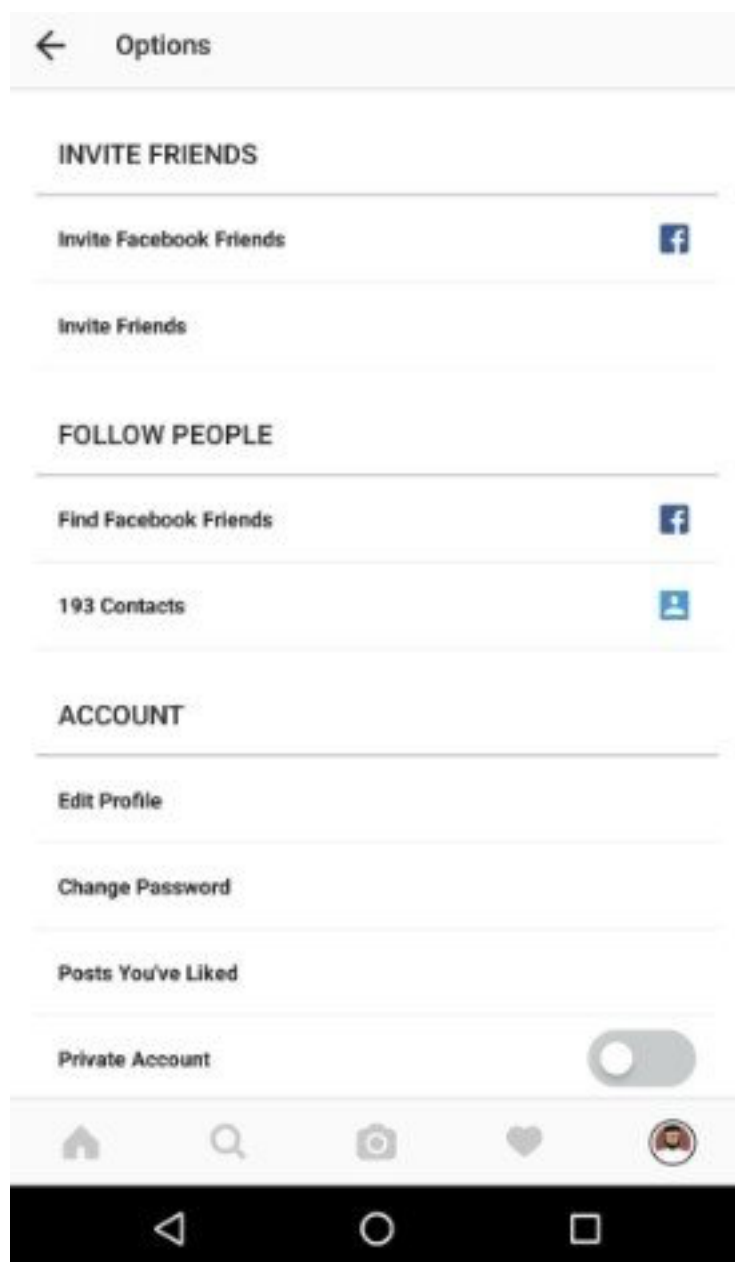 Options
INVITE FRIENDS
Invite Facebook Friends
Invite Friends
FOLLOW PEOPLE
Find Facebook Friends
193 Contacts
ACCOUNT
Edit Profile
Change Password
Posts You've Liked
Private Account